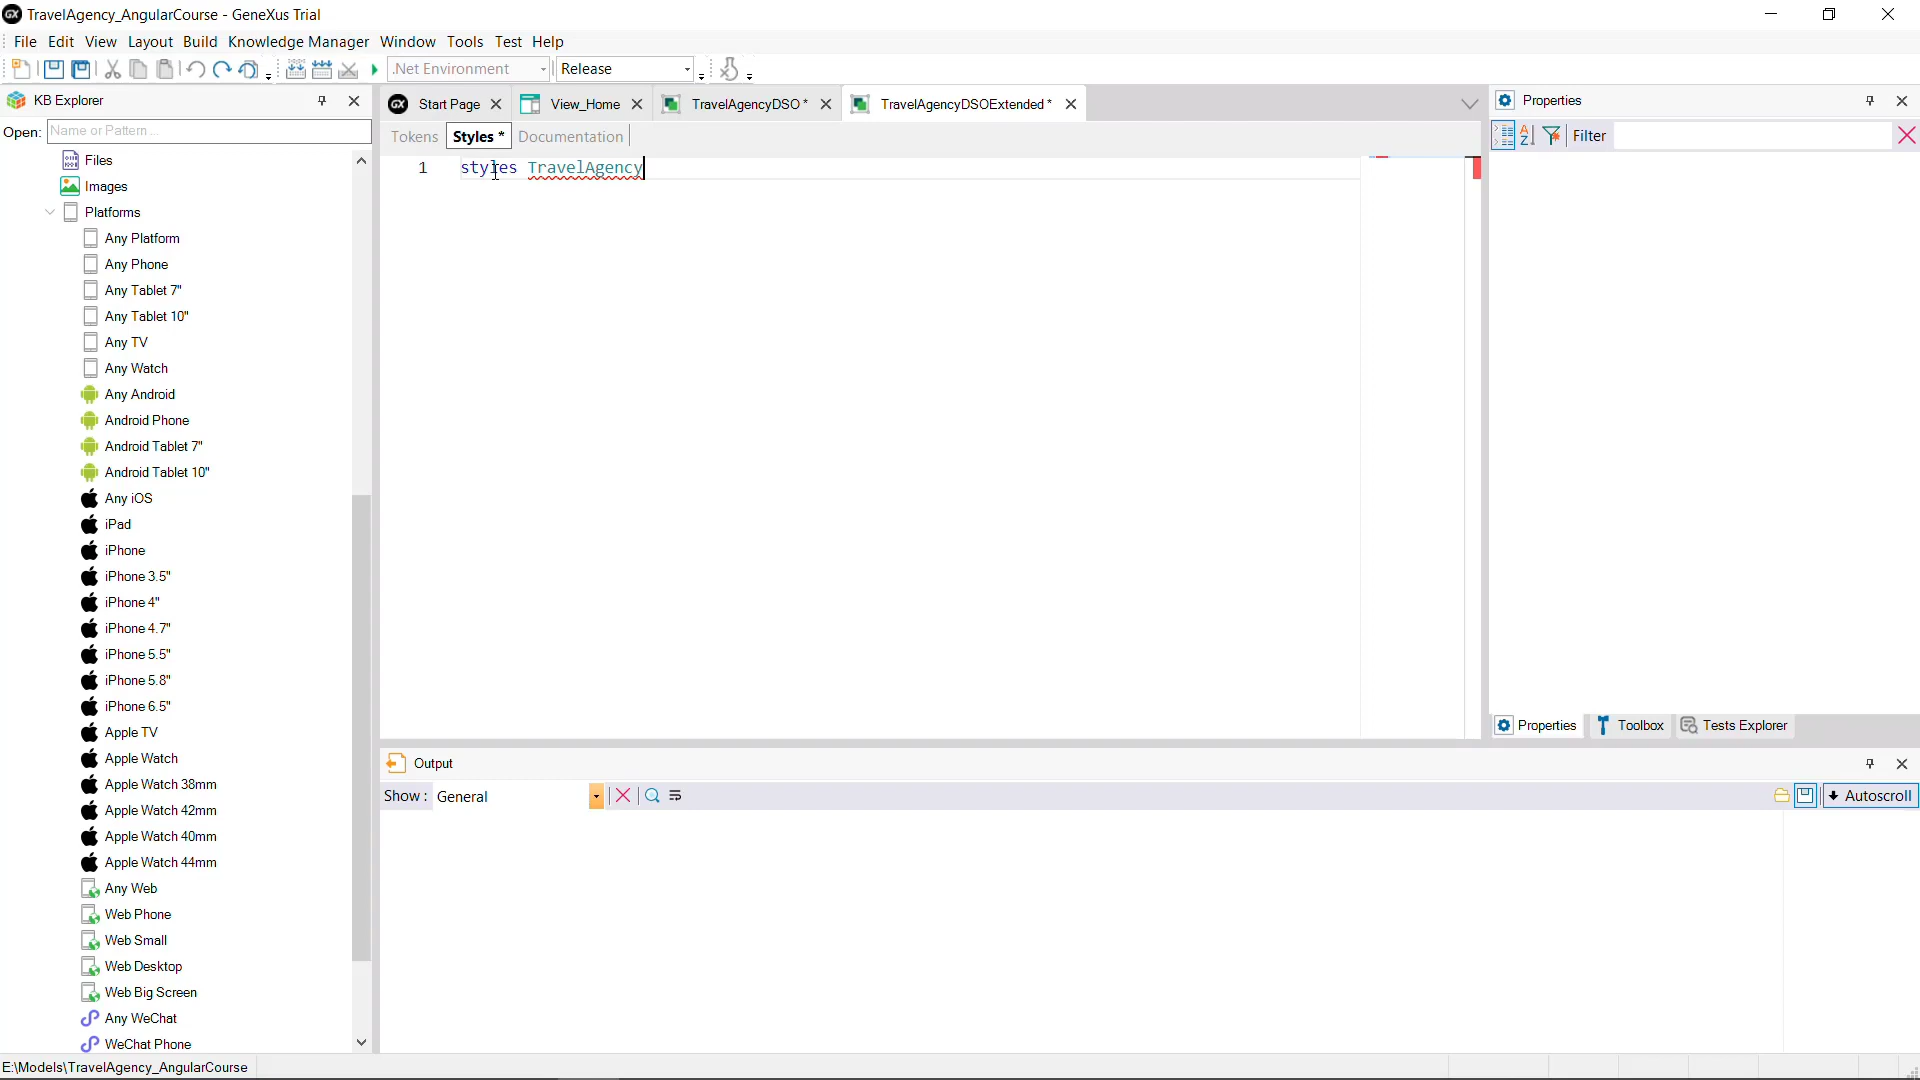 TravelAgency_AngularCourse - GeneXus Trial
File Edit View Layout Build Knowledge Manager Window Tools Test Help
.Net Environment Release
KB Explorer
Open: Name or Pattern ...
Files
Images
Platforms
Any Platform
Any Phone
Any Tablet 7"
Any Tablet 10"
Any TV
Any Watch
Any Android
Android Phone
Android Tablet 7"
Android Tablet 10"
Any iOS
iPad
iPhone
iPhone 3.5"
iPhone 4"
iPhone 4.7"
iPhone 5.5"
iPhone 5.8"
iPhone 6.5"
Apple TV
Apple Watch
Apple Watch 38mm
Apple Watch 42mm
Apple Watch 40mm
Apple Watch 44mm
Any Web
Web Phone
Web Small
Web Desktop
Web Big Screen
Any WeChat
WeChat Phone
Start Page View_Home TravelAgencyDSO * TravelAgencyDSOExtended *
Tokens Styles * Documentation
1 styles TravelAgency
Properties
Filter
Properties Toolbox Tests Explorer
Output
Show : General
Autoscroll
E:\Models\TravelAgency_AngularCourse